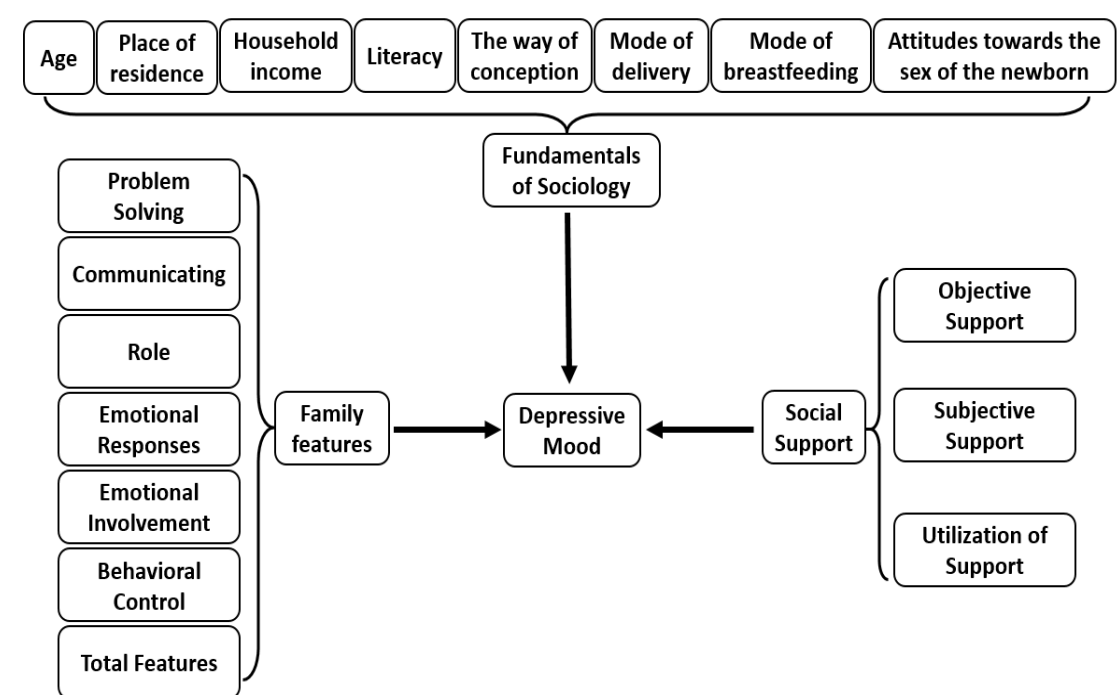 Age
Place of
residence
Household
income
Literacy
The way of
conception
Mode of
delivery
Mode of
breastfeeding
Attitudes towards the
sex of the newborn
Fundamentals
of Sociology
Problem
Solving
Communicating
Role
Emotional
Responses
Emotional
Involvement
Behavioral
Control
Total Features
Family
features
Depressive
Mood
Social
Support
Objective
Support
Subjective
Support
Utilization of
Support